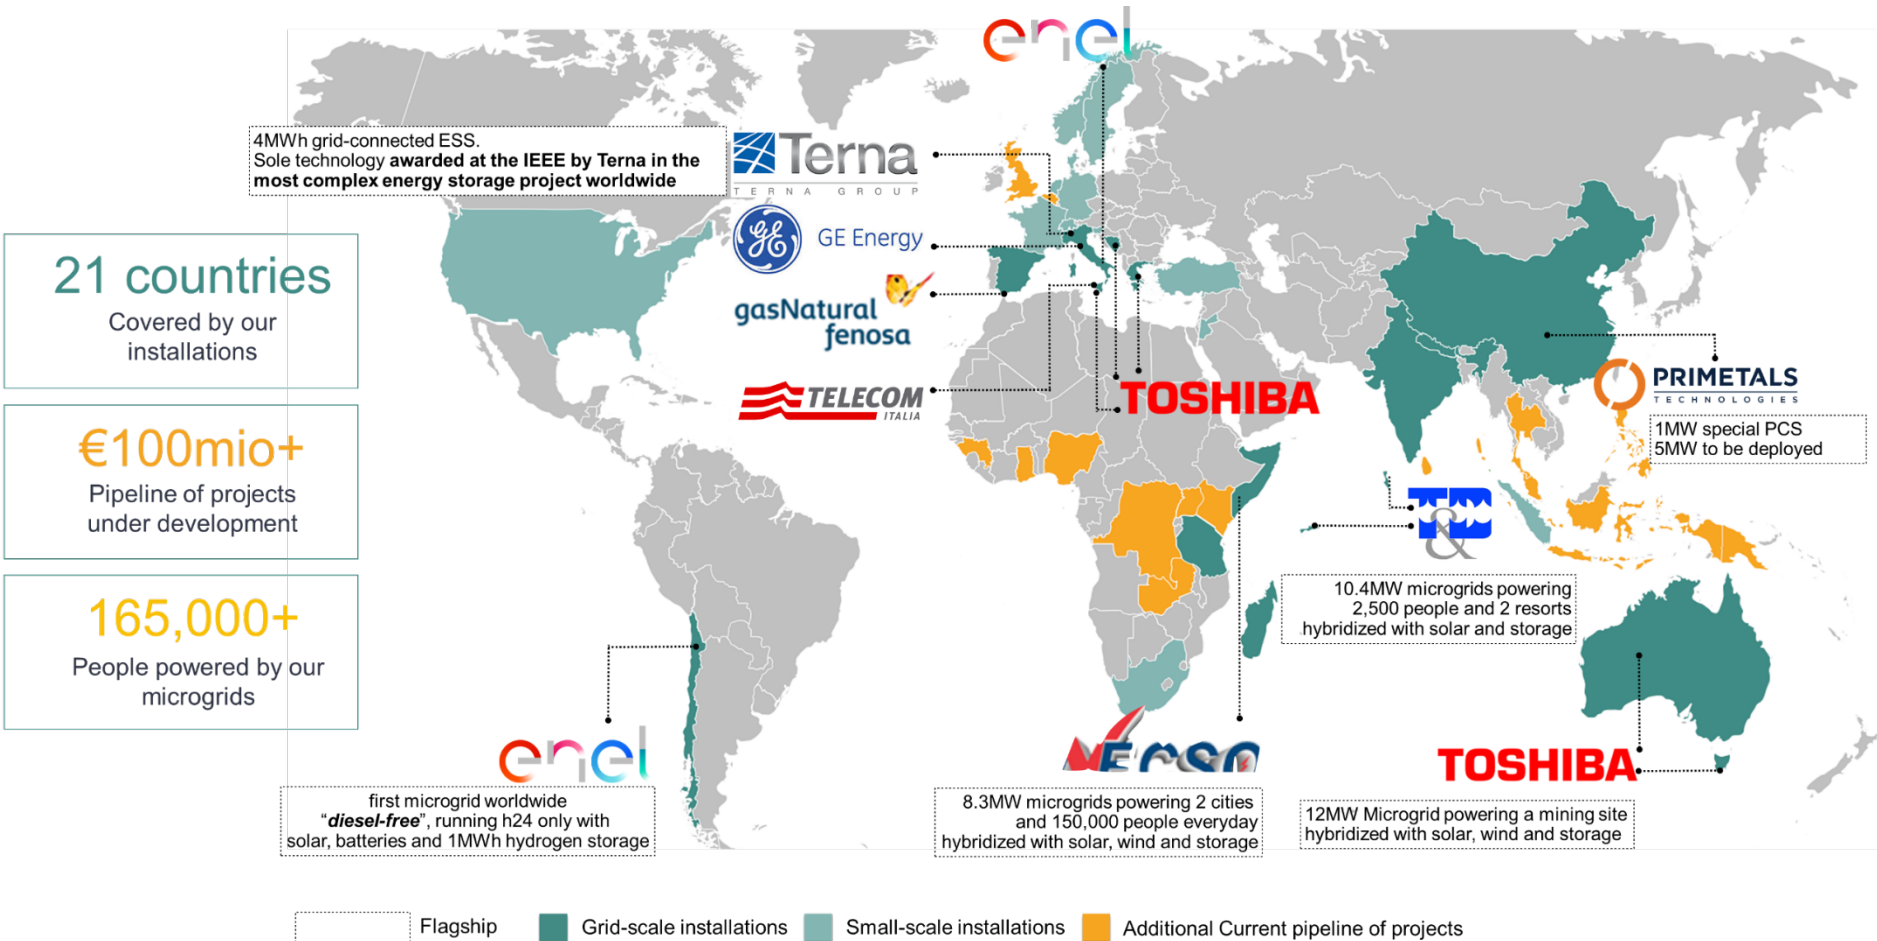 enel
4MWh grid-connected ESS.
Sole technology awarded at the IEEE by Terna in the
most complex energy storage project worldwide
Terna
TERNA GROUP
GE Energy
gasNatural
fenosa
TELECOM
ITALIA
TOSHIBA
21 countries
Covered by our
installations
€100mio+
Pipeline of projects
under development
165,000+
People powered by our
microgrids
PRIMETALS
TECHNOLOGIES
1MW special PCS
5MW to be deployed
10.4MW microgrids powering
2,500 people and 2 resorts
hybridized with solar and storage
enel
first microgrid worldwide
“diesel-free”, running h24 only with
solar, batteries and 1MWh hydrogen storage
8.3MW microgrids powering 2 cities
and 150,000 people everyday
hybridized with solar, wind and storage
TOSHIBA
12MW Microgrid powering a mining site
hybridized with solar, wind and storage
Flagship
Grid-scale installations
Small-scale installations
Additional Current pipeline of projects